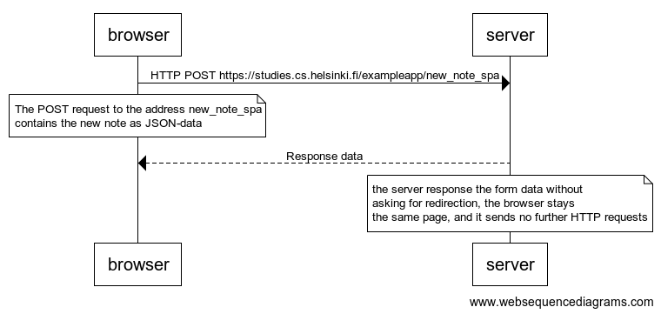 browser
server
HTTP POST https://studies.cs.helsinki.fi/exampleapp/new_note_spa
The POST request to the address new_note_spa
contains the new note as JSON-data
Response data
the server response the form data without
asking for redirection, the browser stays
the same page, and it sends no further HTTP requests
browser
server
www.websequencediagrams.com